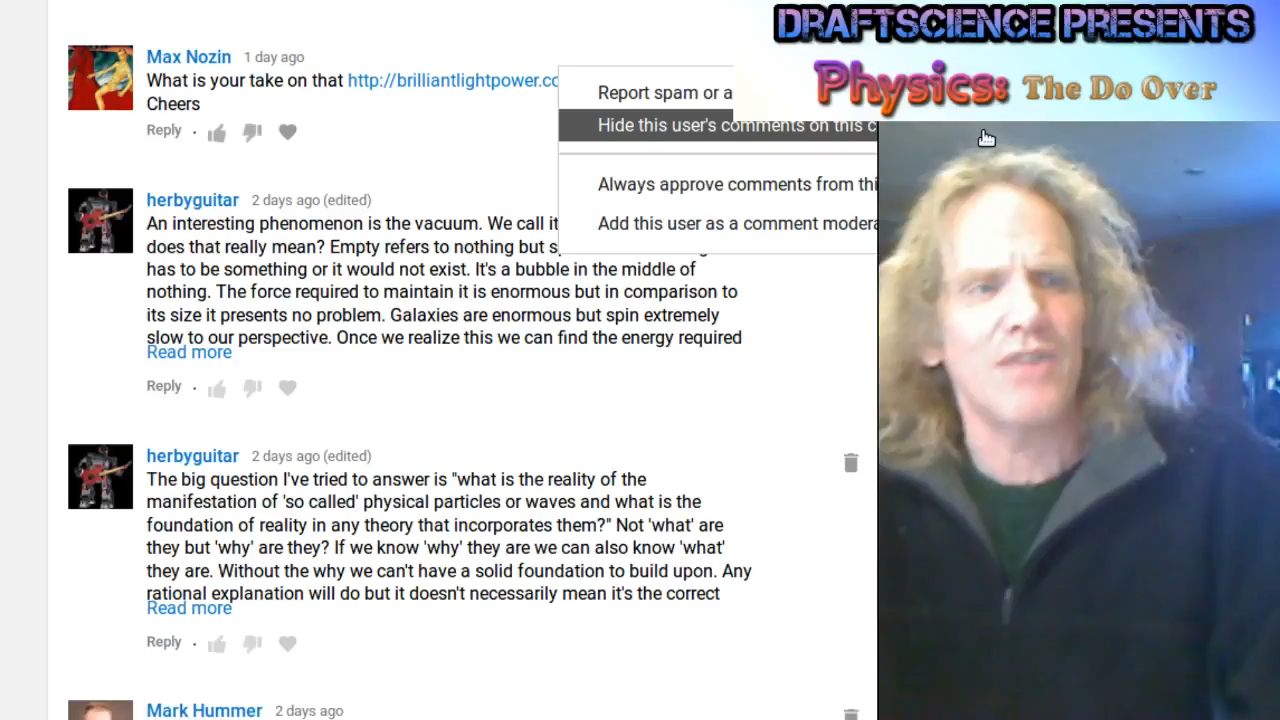 DRAFTSCIENCE PRESENTS
Physics: The Do Over
Max Nozin 1 day ago
What is your take on that http://brilliantlightpower.co
Cheers
Reply
Report spam or a
Hide this user's comments on this c
Always approve comments from thi
Add this user as a comment modera
herbyguitar 2 days ago (edited)
An interesting phenomenon is the vacuum. We call it
does that really mean? Empty refers to nothing but
has to be something or it would not exist. It's a bubble in the middle of
nothing. The force required to maintain it is enormous but in comparison to
its size it presents no problem. Galaxies are enormous but spin extremely
slow to our perspective. Once we realize this we can find the energy required
Read more
Reply
herbyguitar 2 days ago (edited)
The big question I've tried to answer is "what is the reality of the
manifestation of 'so called' physical particles or waves and what is the
foundation of reality in any theory that incorporates them?" Not 'what' are
they but 'why' are they? If we know 'why' they are we can also know 'what'
they are. Without the why we can't have a solid foundation to build upon. Any
rational explanation will do but it doesn't necessarily mean it's the correct
Read more
Reply
Mark Hummer 2 days ago